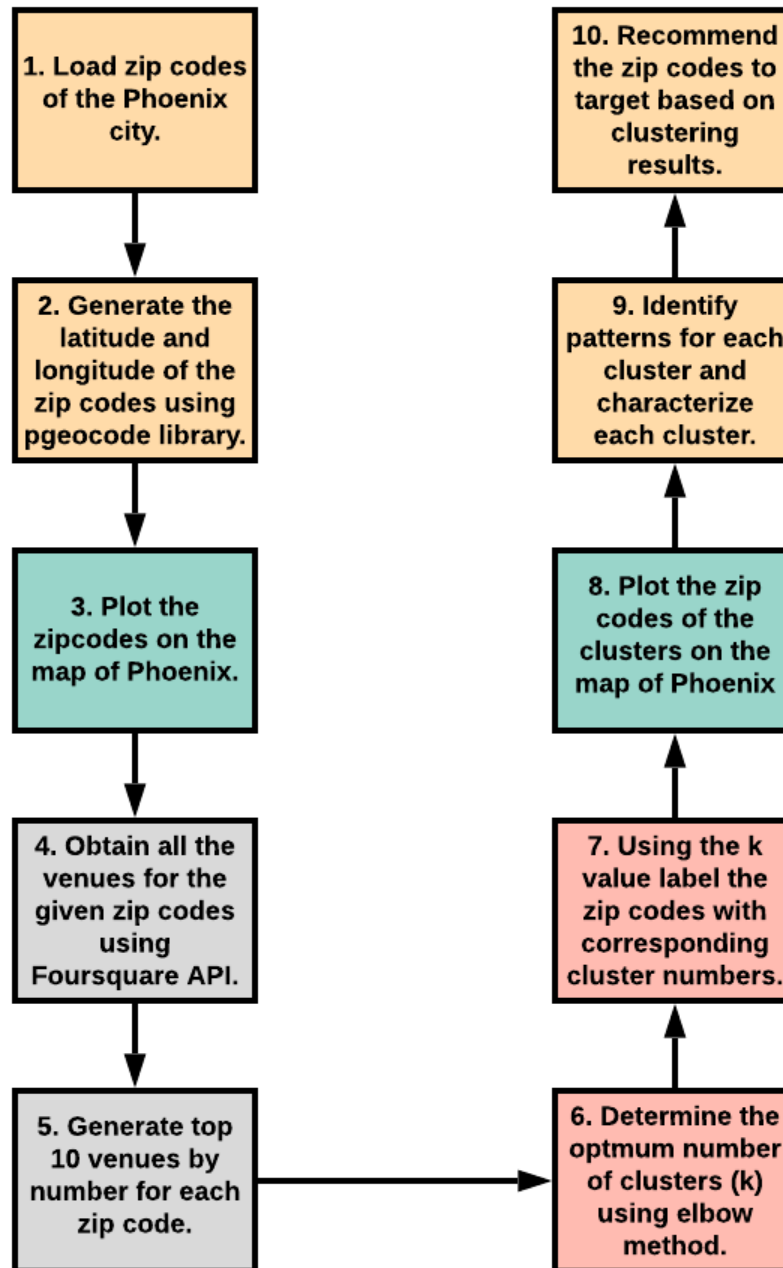 1. Load zip codes
of the Phoenix
city.
2. Generate the
latitude and
longitude of the
zip codes using
pgeocode library.
3. Plot the
zipcodes on the
map of Phoenix.
4. Obtain all the
venues for the
given zip codes
using
Foursquare API.
5. Generate top
10 venues by
number for each
zip code.
6. Determine the
optmum number
of clusters (k)
using elbow
method.
7. Using the k
value label the
zip codes with
corresponding
cluster numbers.
8. Plot the zip
codes of the
clusters on the
map of Phoenix
9. Identify
patterns for each
cluster and
characterize
each cluster.
10. Recommend
the zip codes to
target based on
clustering
results.